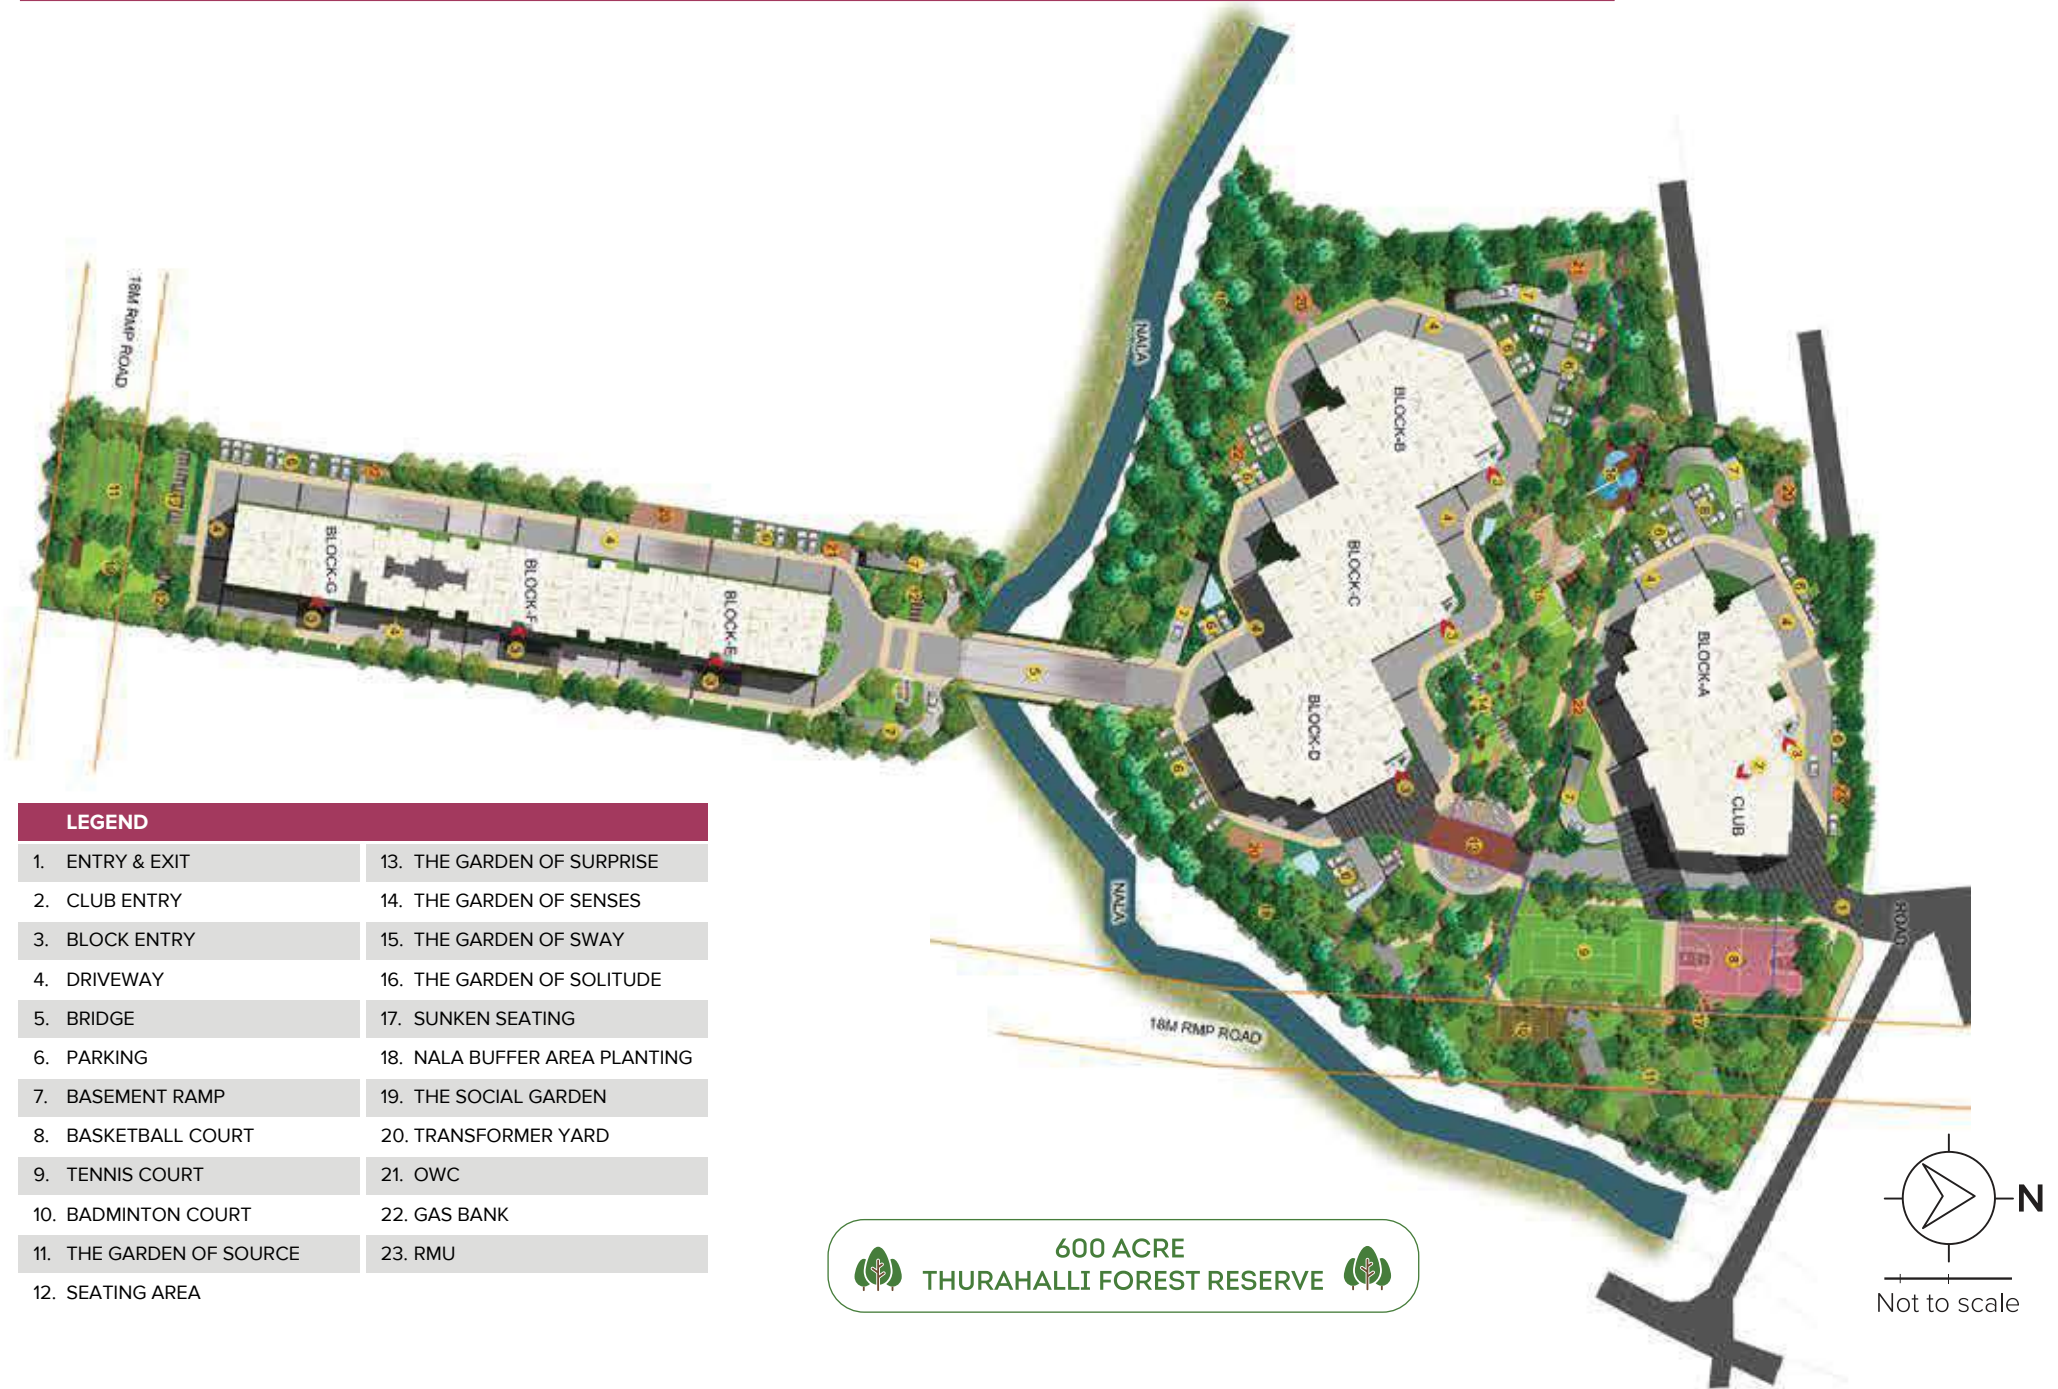 18M RMP ROAD
NALA
BLOCK-B
BLOCK-C
BLOCK-D
BLOCK-A
CLUB
BLOCK-G
BLOCK-F
BLOCK-E
NALA
18M RMP ROAD
ROAD
LEGEND
1. ENTRY & EXIT
2. CLUB ENTRY
3. BLOCK ENTRY
4. DRIVEWAY
5. BRIDGE
6. PARKING
7. BASEMENT RAMP
8. BASKETBALL COURT
9. TENNIS COURT
10. BADMINTON COURT
11. THE GARDEN OF SOURCE
12. SEATING AREA
13. THE GARDEN OF SURPRISE
14. THE GARDEN OF SENSES
15. THE GARDEN OF SWAY
16. THE GARDEN OF SOLITUDE
17. SUNKEN SEATING
18. NALA BUFFER AREA PLANTING
19. THE SOCIAL GARDEN
20. TRANSFORMER YARD
21. OWC
22. GAS BANK
23. RMU
600 ACRE
THURAHALLI FOREST RESERVE
N
Not to scale